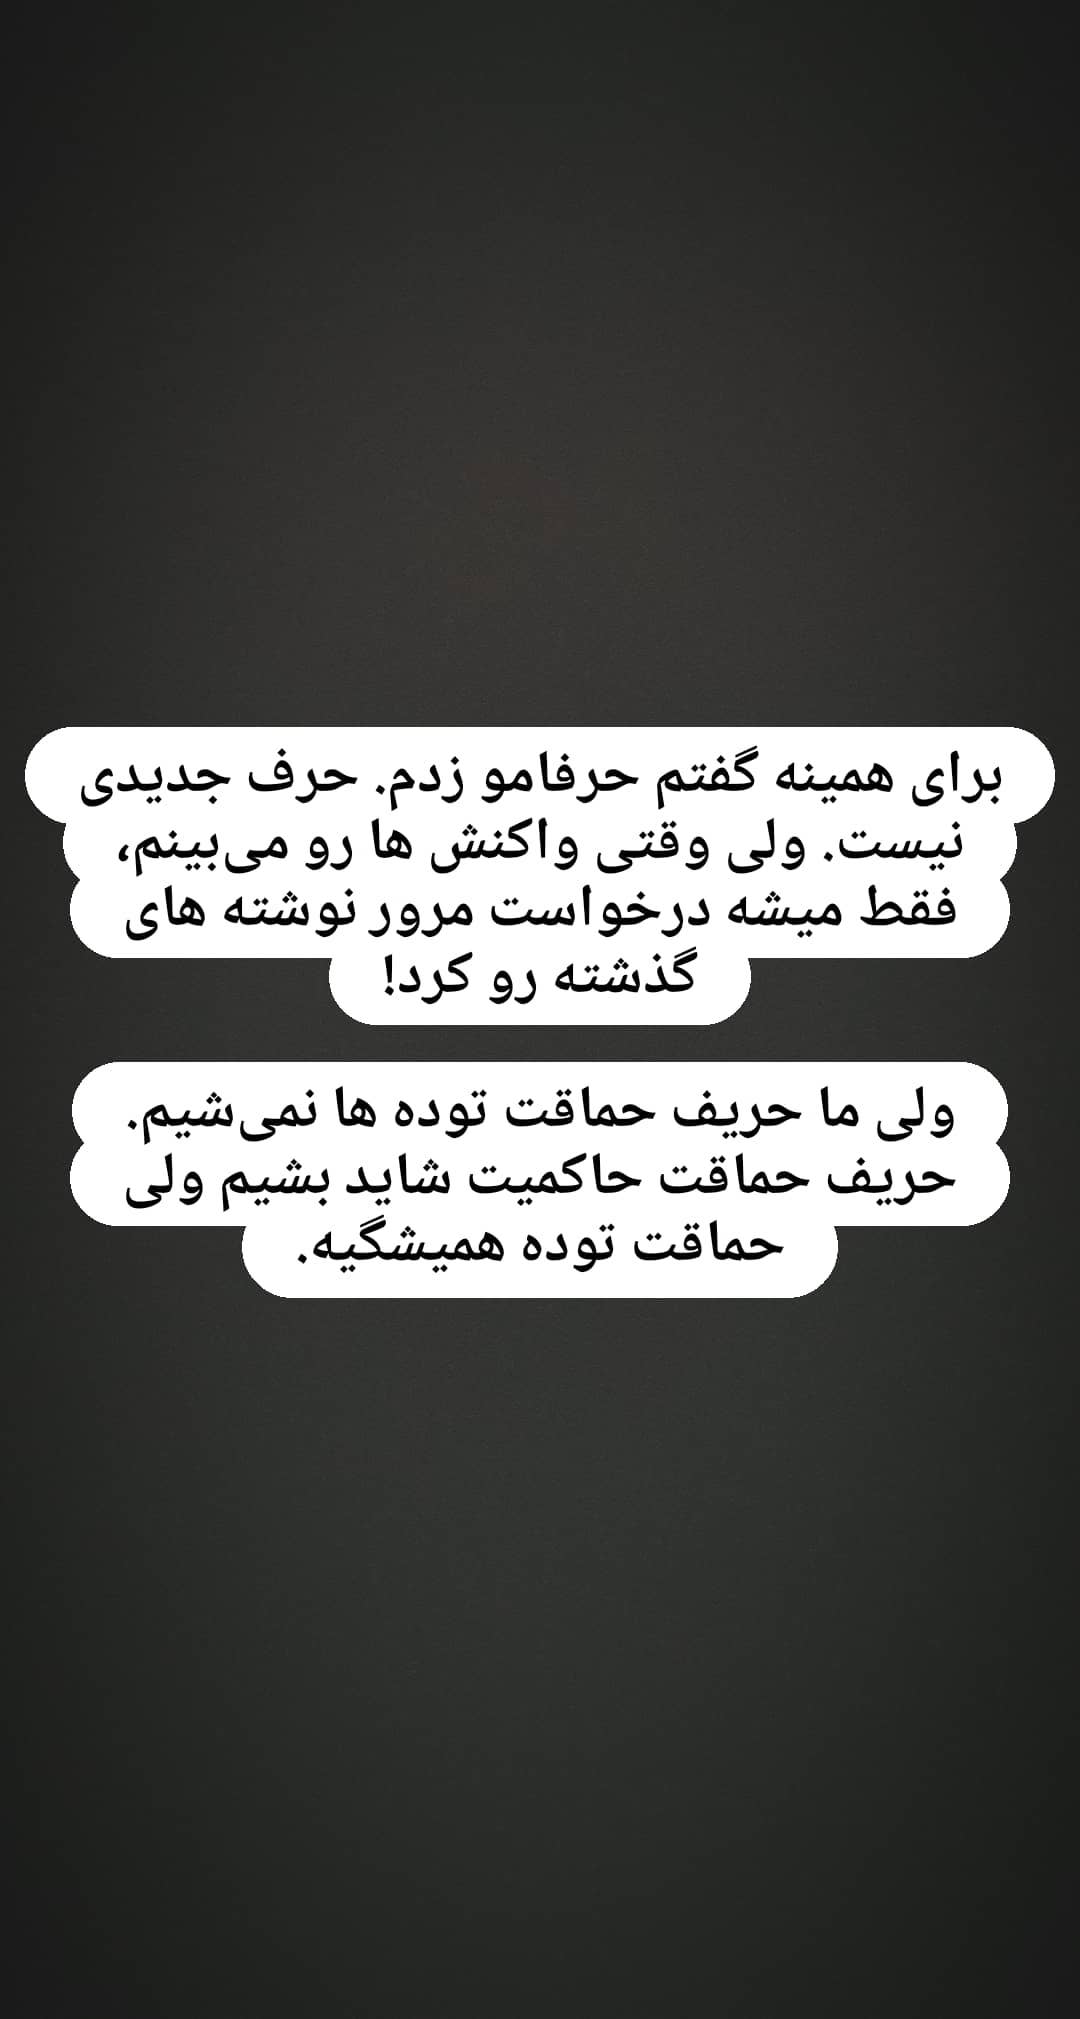 برای همینه گفتم حرفامو زدم. حرف جدیدی
نیست. ولی وقتی واکنش ها رو می‌بینم،
فقط میشه درخواست مرور نوشته های
گذشته رو کرد!
ولی ما حریف حماقت توده ها نمی‌شیم.
حریف حماقت حاکمیت شاید بشیم ولی
حماقت توده همیشگیه.